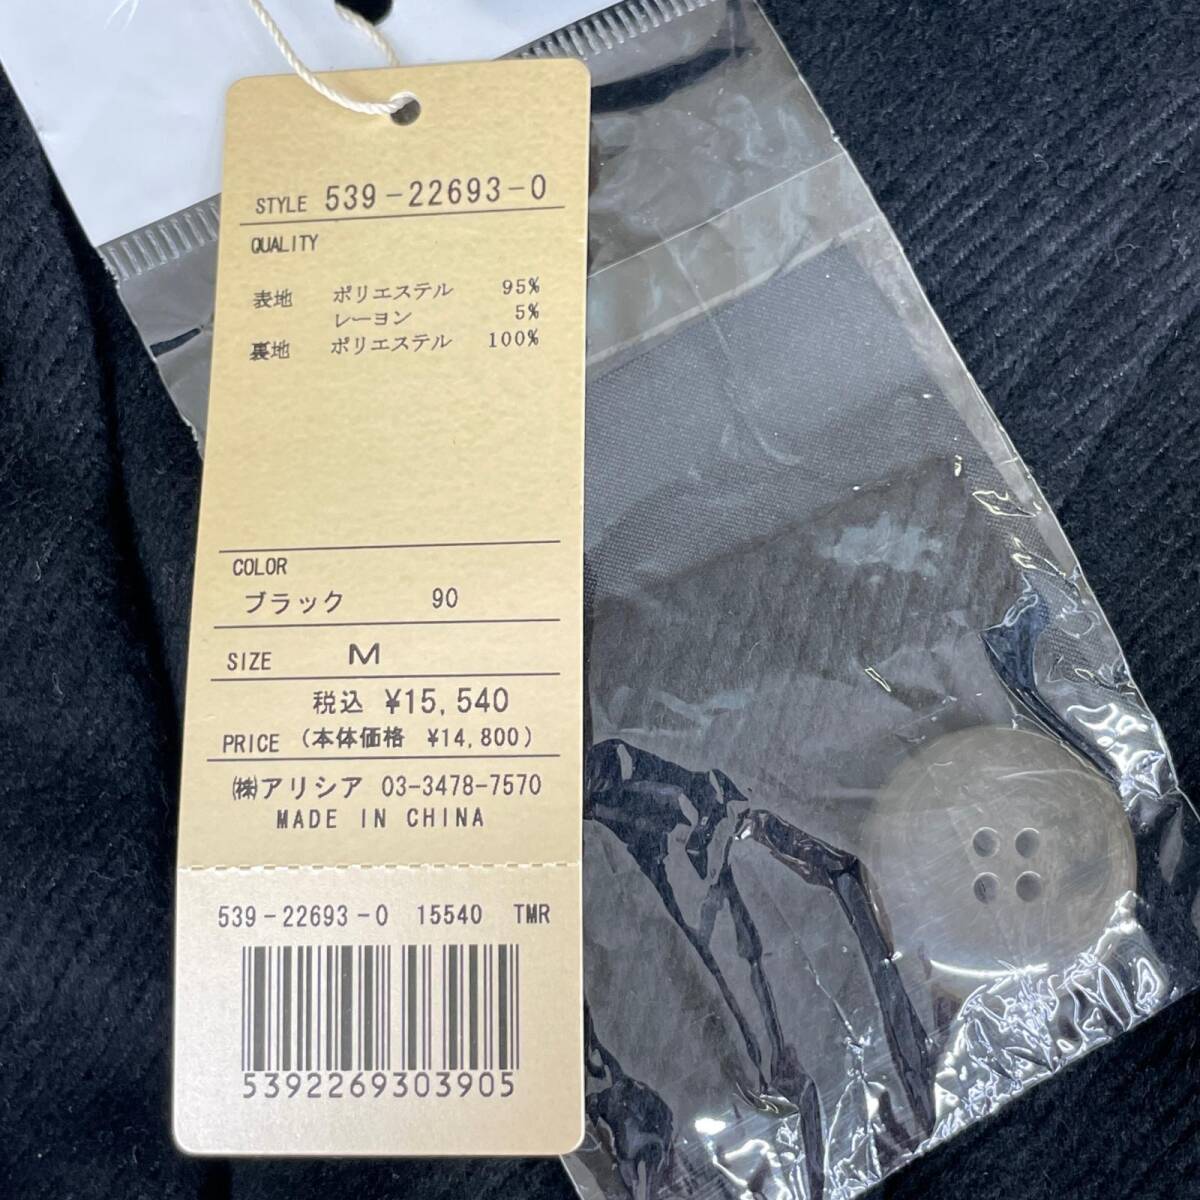 STYLE 539-22693-0
QUALITY
表地 ポリエステル 95%
レーヨン 5%
裏地 ポリエステル 100%
COLOR
ブラック 90
SIZE M
税込 ¥15,540
PRICE (本体価格 ¥14,800)
㈱アリシア 03-3478-7570
MADE IN CHINA
539-22693-0 15540 TMR
5392269303905